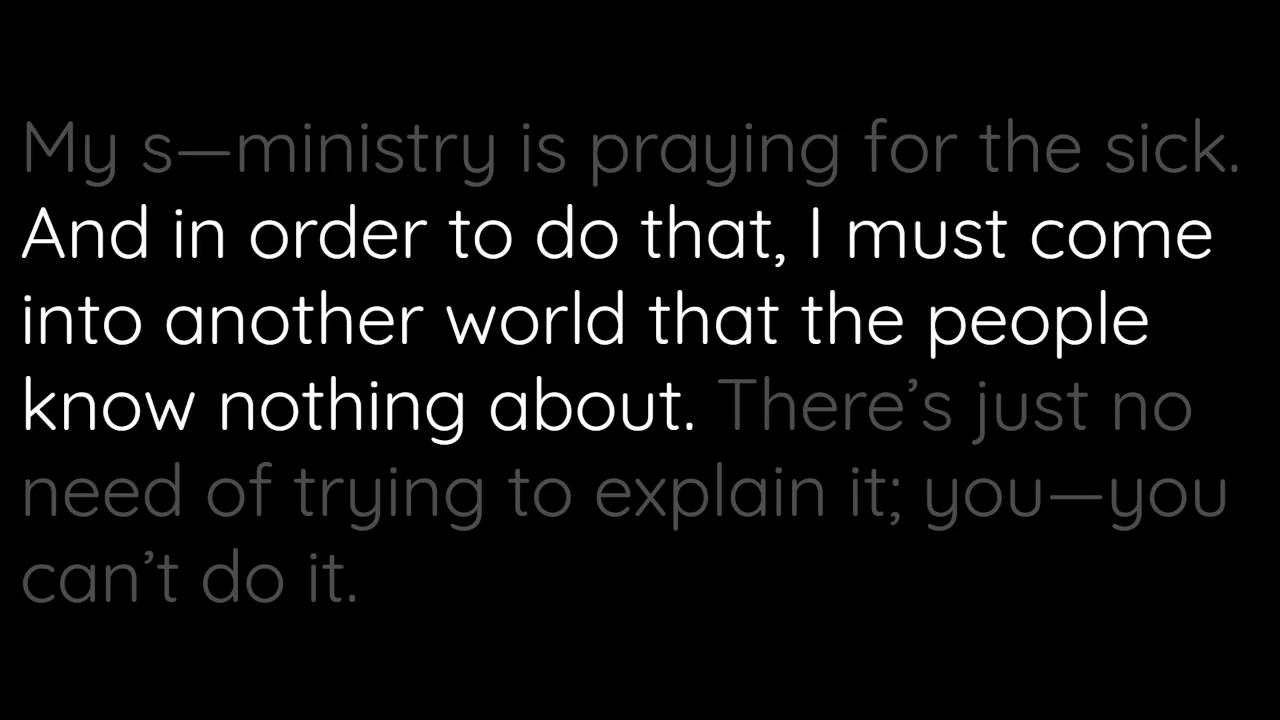 My s—ministry is praying for the sick.
And in order to do that, I must come
into another world that the people
know nothing about. There’s just no
need of trying to explain it; you—you
can’t do it.